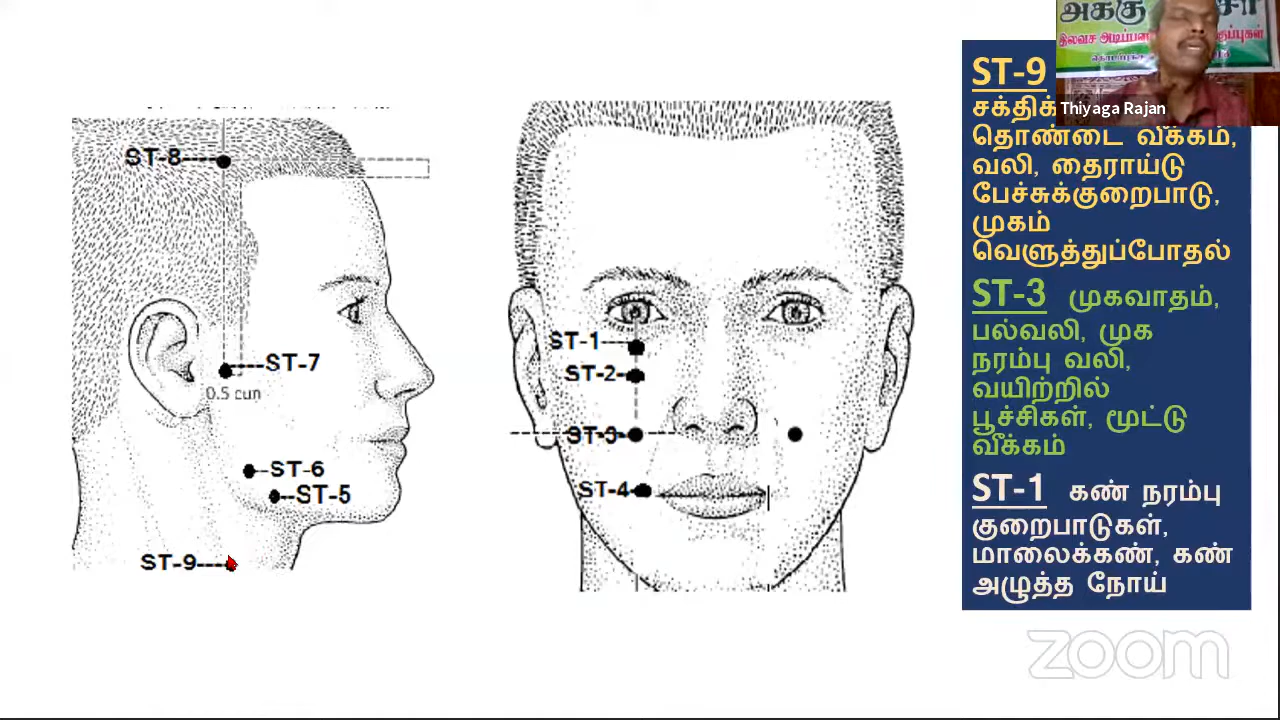 ST-8
ST-7
0.5 cun
ST-6
ST-5
ST-9
ST-1
ST-2
ST-3
ST-4
ST-9
தொண்டை வீக்கம்,
வலி, தைராய்டு
பேச்சுக்குறைபாடு,
முகம்
வெளுத்துப்போதல்
ST-3 முகவாதம்,
பல்வலி, முக
நரம்பு வலி,
வயிற்றில்
பூச்சிகள், மூட்டு
வீக்கம்
ST-1 கண் நரம்பு
குறைபாடுகள்,
மாலைக்கண், கண்
அழுத்த நோய்
Thiyaga Rajan
zoom